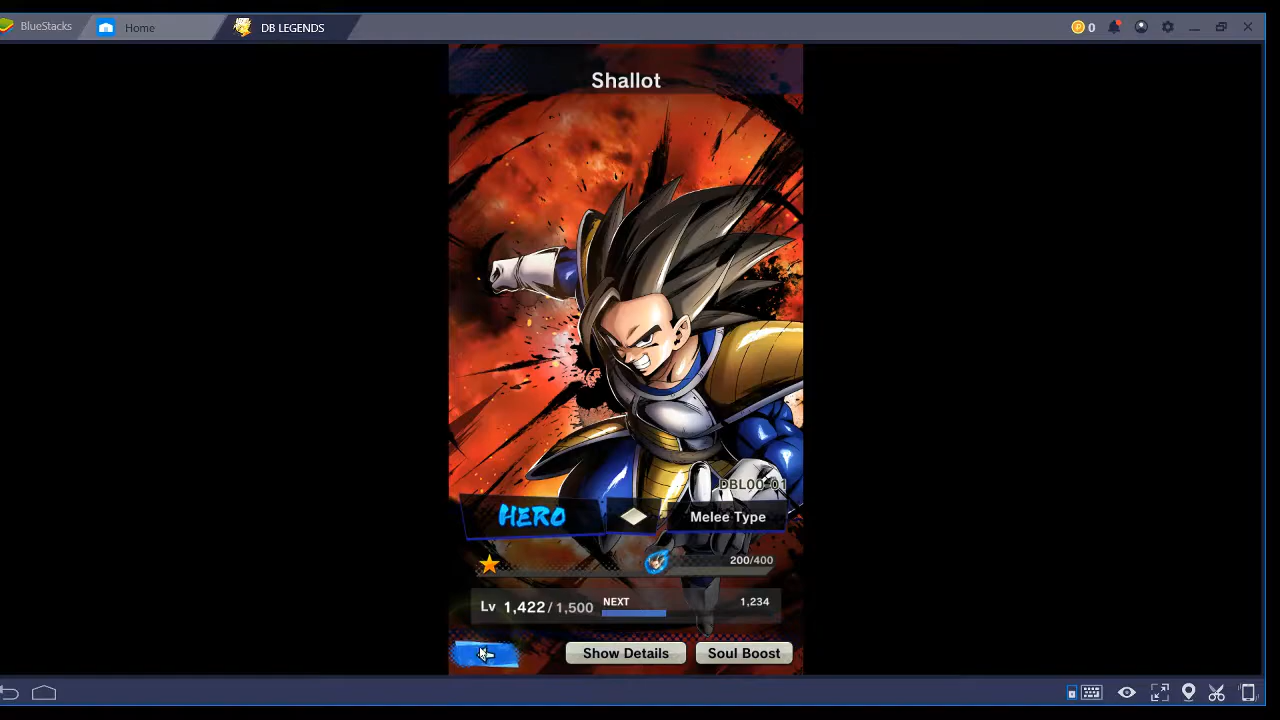 BlueStacks
Home
DB LEGENDS
0
Shallot
DBL00-01
HERO
Melee Type
200/400
Lv 1,422/1,500
NEXT
1,234
Show Details
Soul Boost